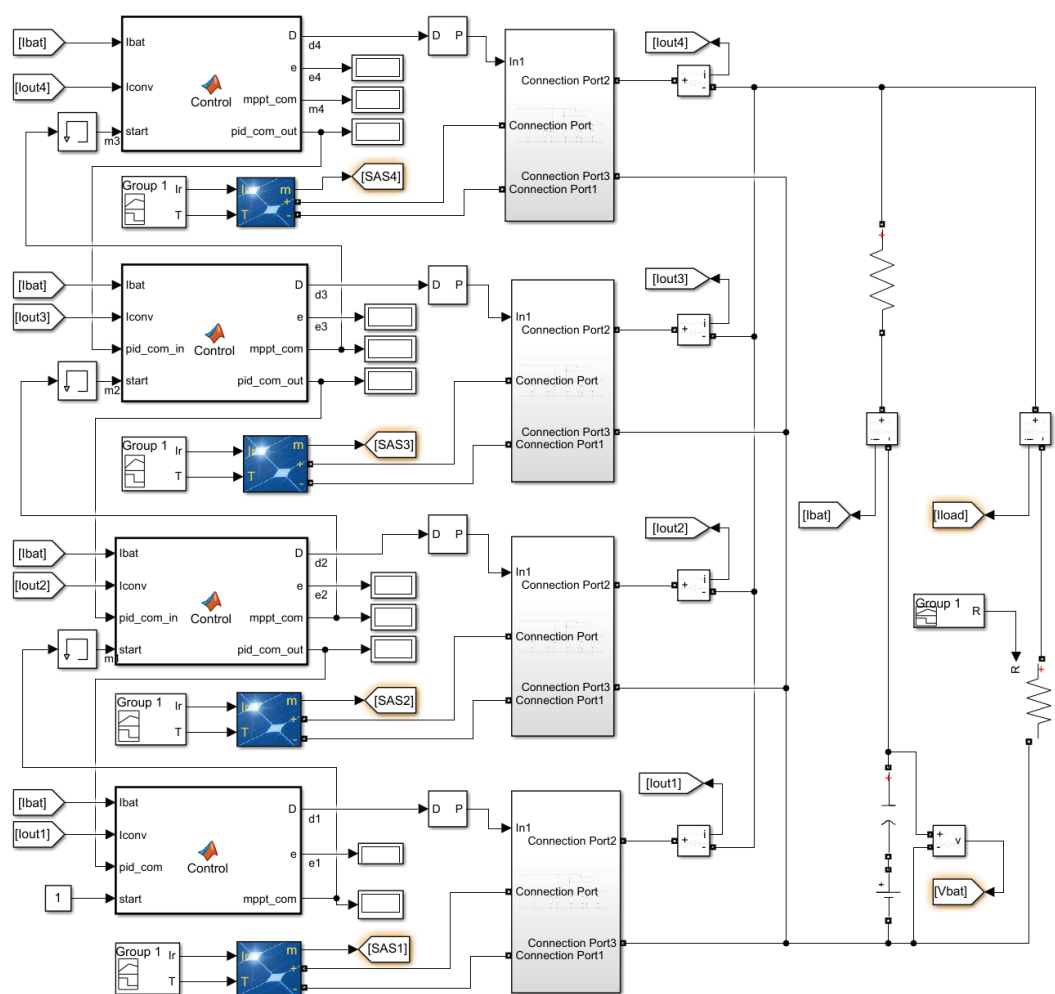 [Ibat]
Ibat
D
d4
D P
In1
[Iout4]
e
e4
Connection Port2
+
i
-
[Iout4]
Iconv
Control
mppt_com
m4
Connection Port
m3
start
pid_com_out
Group 1
Ir
T
Ir
T
m
+
-
[SAS4]
Connection Port3
Connection Port1
[Ibat]
Ibat
D
d3
D P
In1
[Iout3]
[Iout3]
Iconv
e
e3
Connection Port2
+
i
-
pid_com_in
Control
mppt_com
m2
start
pid_com_out
Connection Port
Group 1
Ir
T
Ir
T
m
+
-
[SAS3]
Connection Port3
Connection Port1
+
+
-
i
+
-
i
[Ibat]
[Iload]
[Ibat]
Ibat
D
d2
D P
In1
[Iout2]
[Iout2]
Iconv
e
e2
Connection Port2
+
i
-
pid_com_in
Control
mppt_com
start
pid_com_out
Connection Port
Group 1
Ir
T
Ir
T
m
+
-
[SAS2]
Connection Port3
Connection Port1
Group 1
R
R
+
[Ibat]
Ibat
D
d1
D P
In1
[Iout1]
[Iout1]
Iconv
Control
e
e1
Connection Port2
+
i
-
pid_com
1
start
mppt_com
Connection Port
Group 1
Ir
T
Ir
T
m
+
-
[SAS1]
Connection Port3
Connection Port1
+
+
+
-
v
[Vbat]